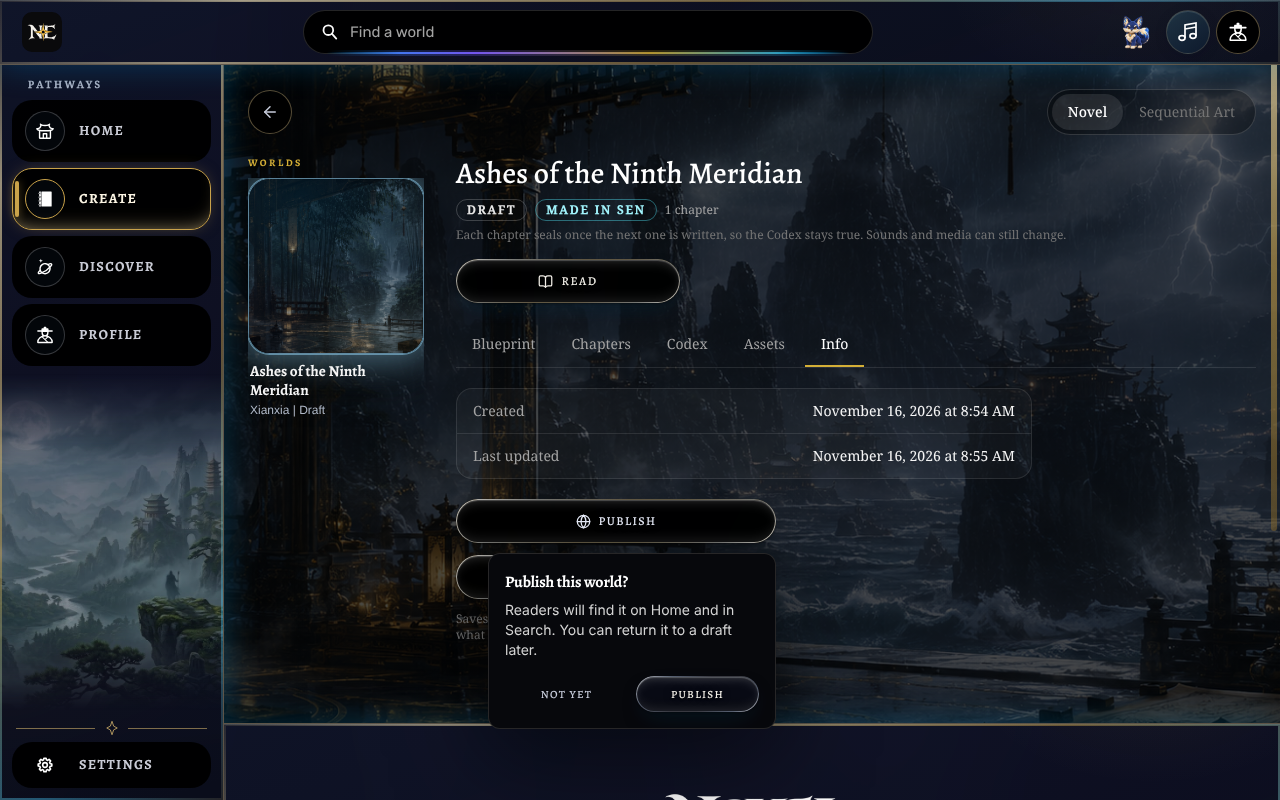 NE
Find a world
PATHWAYS
HOME
CREATE
DISCOVER
PROFILE
SETTINGS
Novel
Sequential Art
WORLDS
Ashes of the Ninth
Meridian
Xianxia | Draft
Ashes of the Ninth Meridian
DRAFT
MADE IN SEN
1 chapter
Each chapter seals once the next one is written, so the Codex stays true. Sounds and media can still change.
READ
Blueprint
Chapters
Codex
Assets
Info
Created
November 16, 2026 at 8:54 AM
Last updated
November 16, 2026 at 8:55 AM
PUBLISH
Saves
what
Publish this world?
Readers will find it on Home and in
Search. You can return it to a draft
later.
NOT YET
PUBLISH